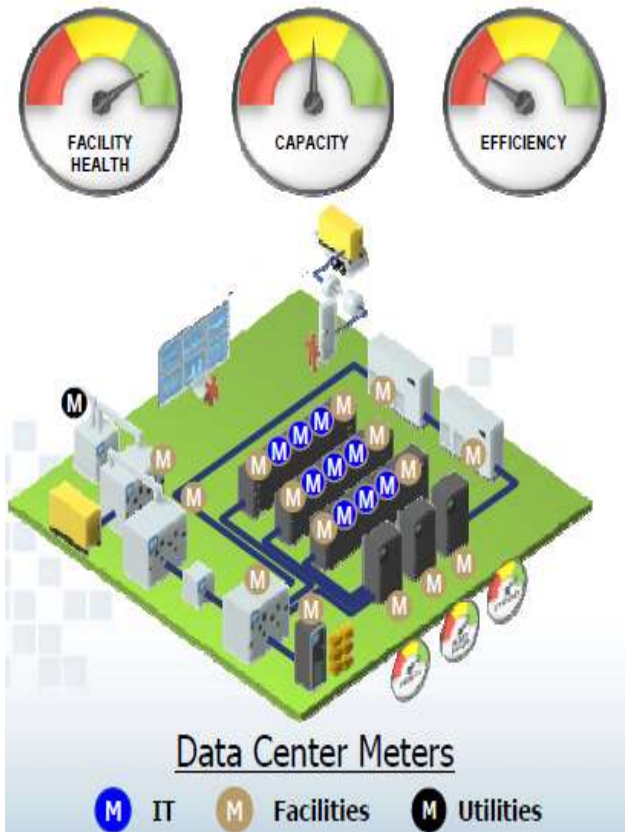 FACILITY
HEALTH
CAPACITY
EFFICIENCY
M
M M M M
M M M M M M
M M M M M
M M M
M M
M M
M M
Data Center Meters
M IT M Facilities M Utilities